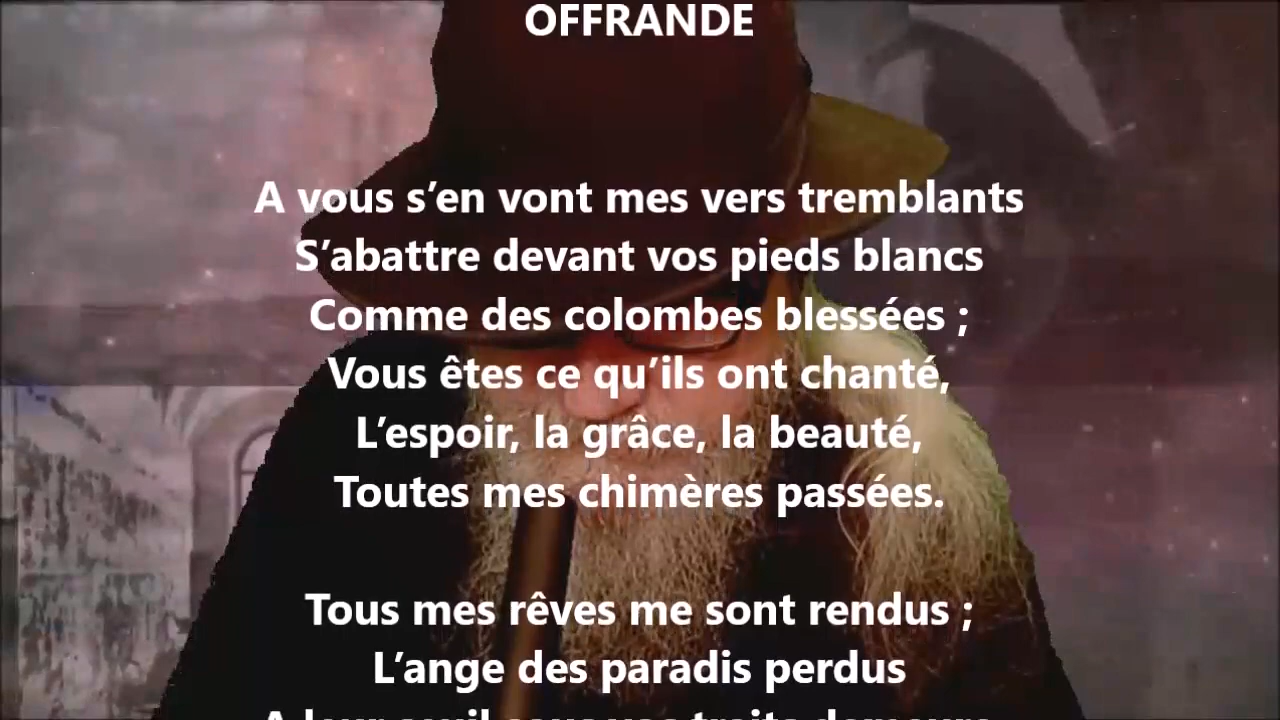 OFFRANDE
A vous s’en vont mes vers tremblants
S’abattre devant vos pieds blancs
Comme des colombes blessées ;
Vous êtes ce qu’ils ont chanté,
L’espoir, la grâce, la beauté,
Toutes mes chimères passées.
Tous mes rêves me sont rendus ;
L’ange des paradis perdus